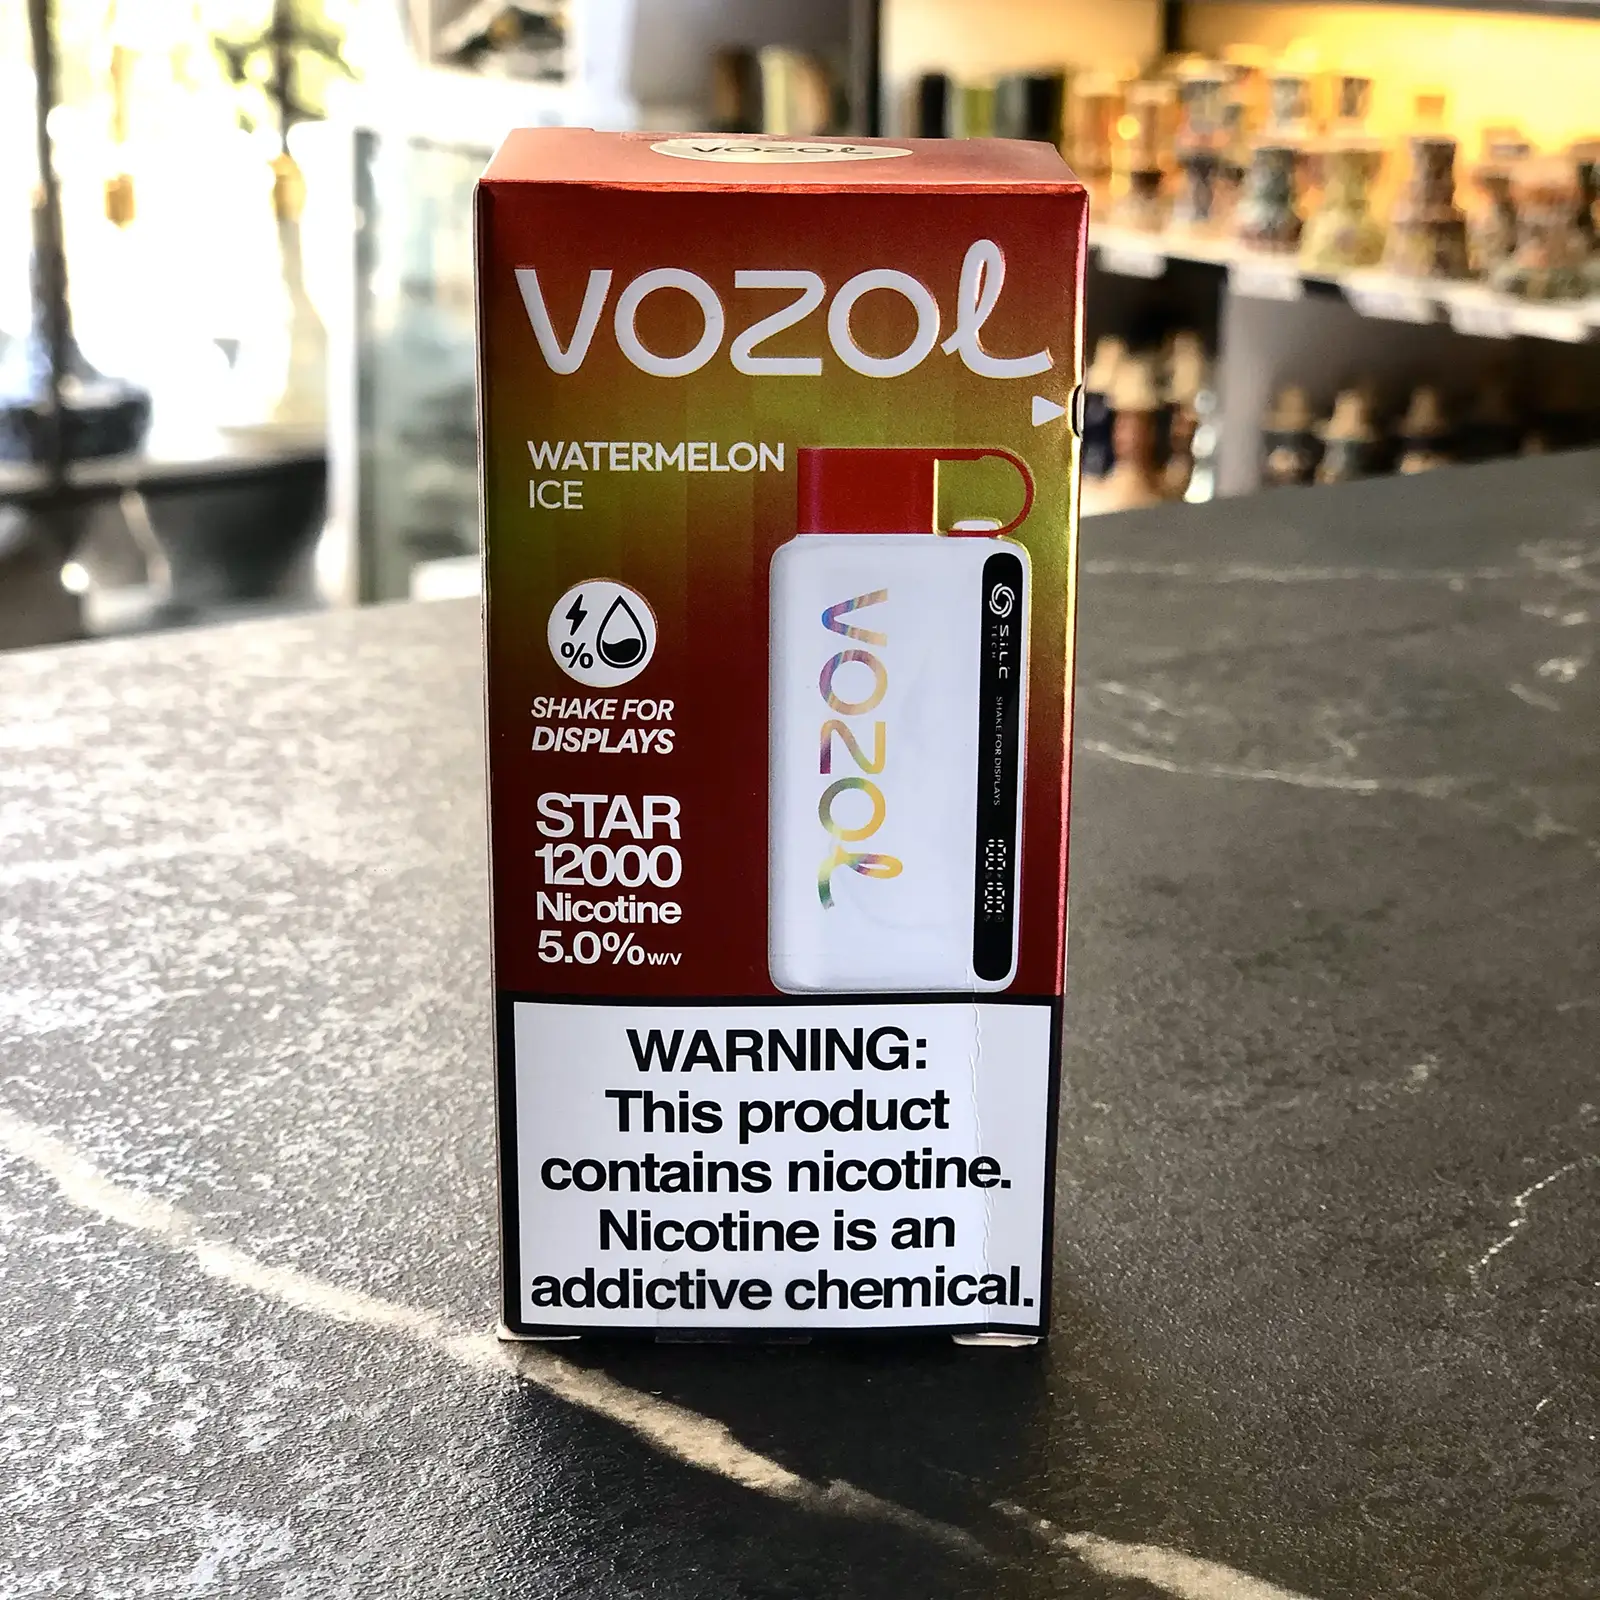 VOZOL
VOZOL
WATERMELON
ICE
%
SHAKE FOR
DISPLAYS
STAR
12000
Nicotine
5.0% W/V
VOZOL
S.i.L.C
TECH
SHAKE FOR DISPLAYS
WARNING:
This product
contains nicotine.
Nicotine is an
addictive chemical.